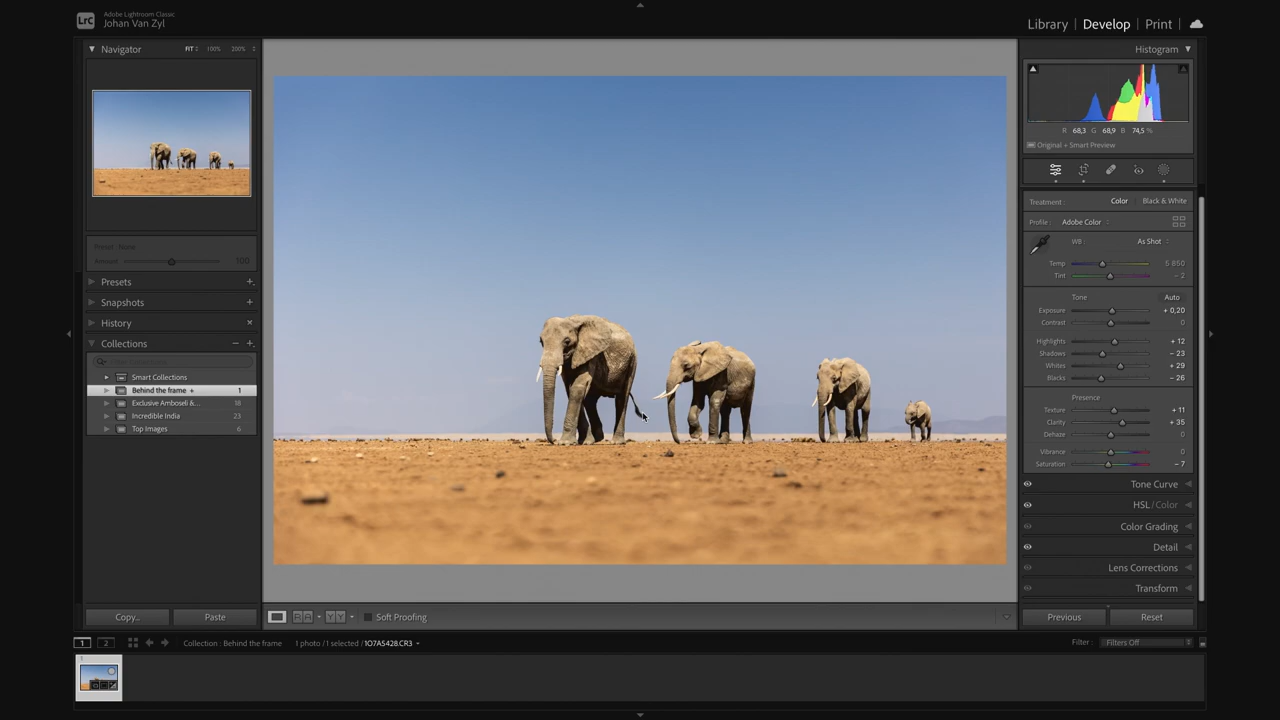 LrC
Adobe Lightroom Classic
Johan Van Zyl
Library | Develop | Print
Navigator FIT 100% 200%
Preset : None
Amount 100
Presets
Snapshots
History
Collections
Smart Collections
Behind the frame + 1
Exclusive Amboseli &... 18
Incredible India 23
Top Images 6
Copy... Paste
Soft Proofing
Histogram
R 68,3 G 68,9 B 74,5 %
Original + Smart Preview
Treatment : Color Black & White
Profile : Adobe Color
WB : As Shot
Temp 5 850
Tint – 2
Tone Auto
Exposure + 0,20
Contrast 0
Highlights + 12
Shadows – 23
Whites + 29
Blacks – 26
Presence
Texture + 11
Clarity + 35
Dehaze 0
Vibrance 0
Saturation – 7
Tone Curve
HSL / Color
Color Grading
Detail
Lens Corrections
Transform
Previous Reset
1 2 Collection : Behind the frame 1 photo / 1 selected / 1O7A5428.CR3 Filter : Filters Off
1